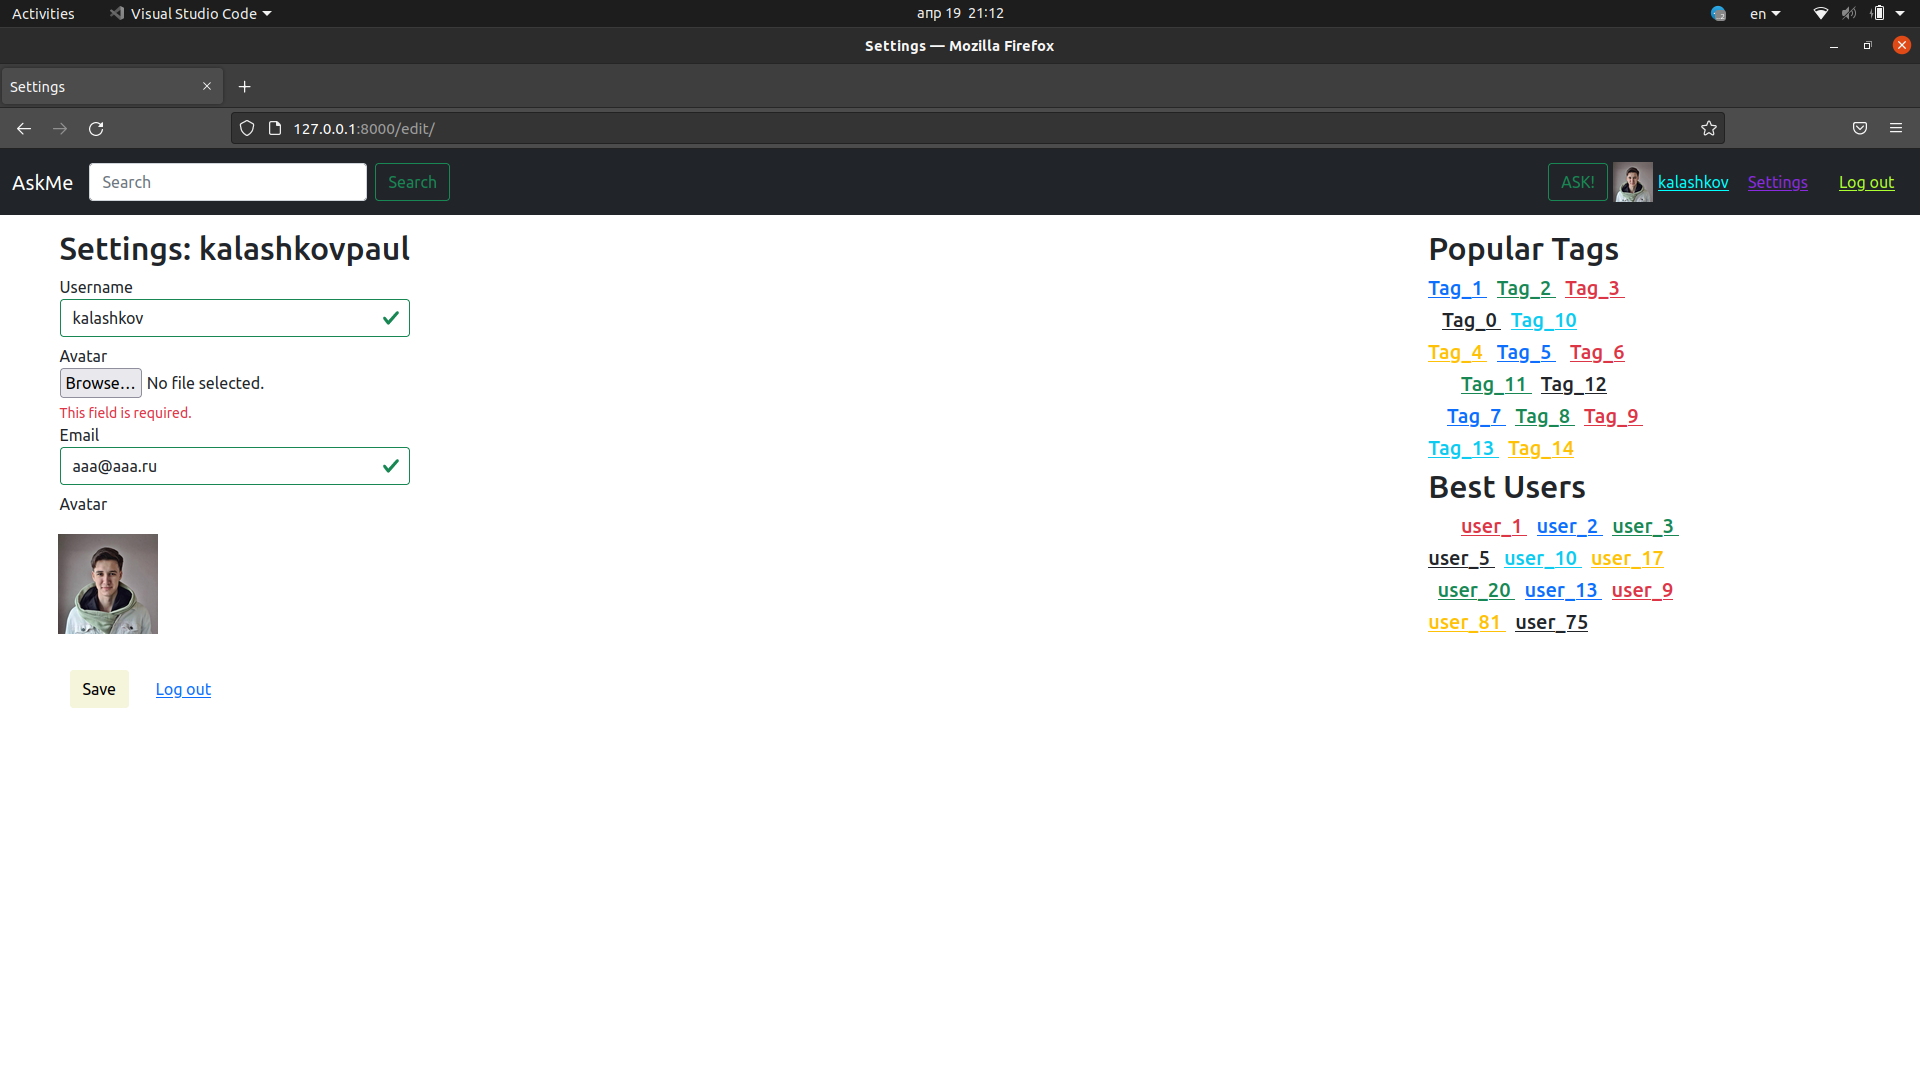 Activities Visual Studio Code апр 19 21:12 en
Settings — Mozilla Firefox
Settings
127.0.0.1:8000/edit/
AskMe Search Search ASK! kalashkov Settings Log out
Settings: kalashkovpaul
Username
kalashkov
Avatar
Browse... No file selected.
This field is required.
Email
aaa@aaa.ru
Avatar
Save Log out
Popular Tags
Tag_1 Tag_2 Tag_3
Tag_0 Tag_10
Tag_4 Tag_5 Tag_6
Tag_11 Tag_12
Tag_7 Tag_8 Tag_9
Tag_13 Tag_14
Best Users
user_1 user_2 user_3
user_5 user_10 user_17
user_20 user_13 user_9
user_81 user_75